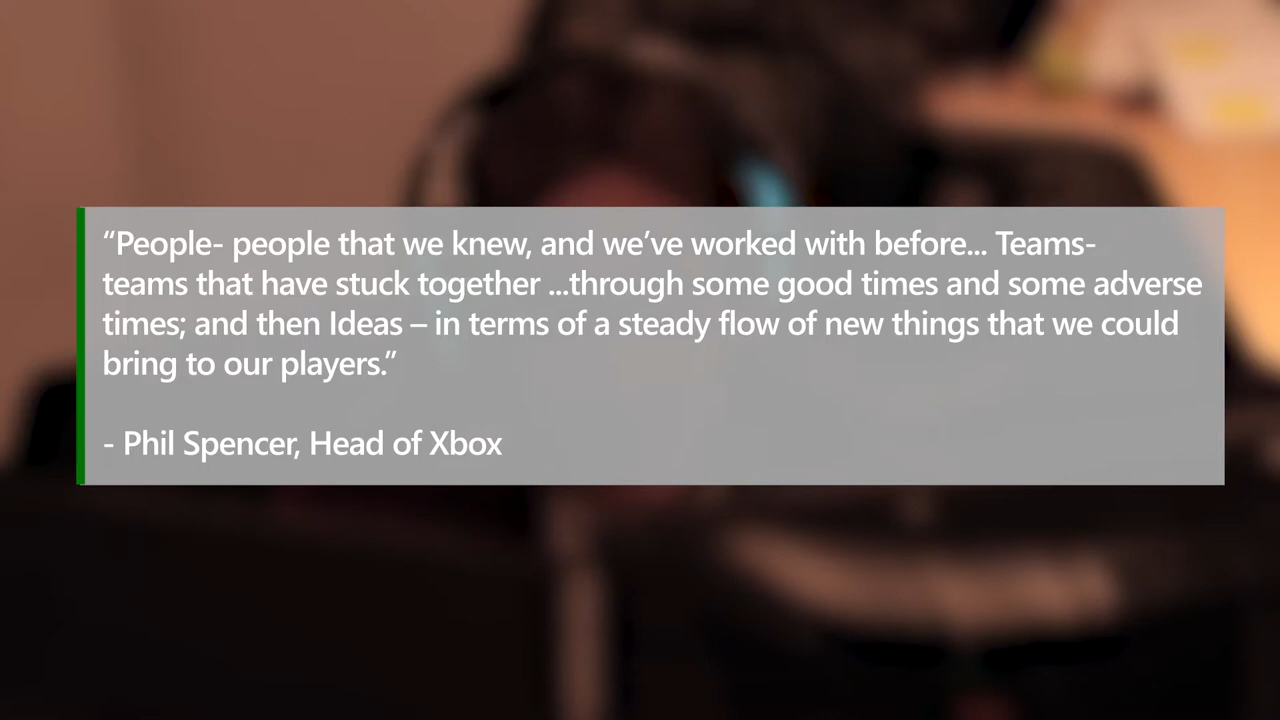 “People- people that we knew, and we’ve worked with before... Teams-
teams that have stuck together ...through some good times and some adverse
times; and then Ideas – in terms of a steady flow of new things that we could
bring to our players.”
- Phil Spencer, Head of Xbox